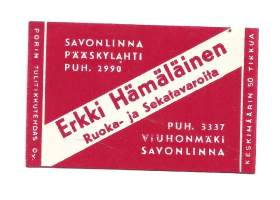 PORIN TULITIKKUTEHDAS OY.
SAVONLINNA
PÄÄSKYLAHTI
PUH. 2990
Erkki Hämäläinen
Ruoka- ja Sekatavaroita
PUH. 3337
VIUHONMÄKI
SAVONLINNA
KESKIMÄÄRIN 50 TIKKUA